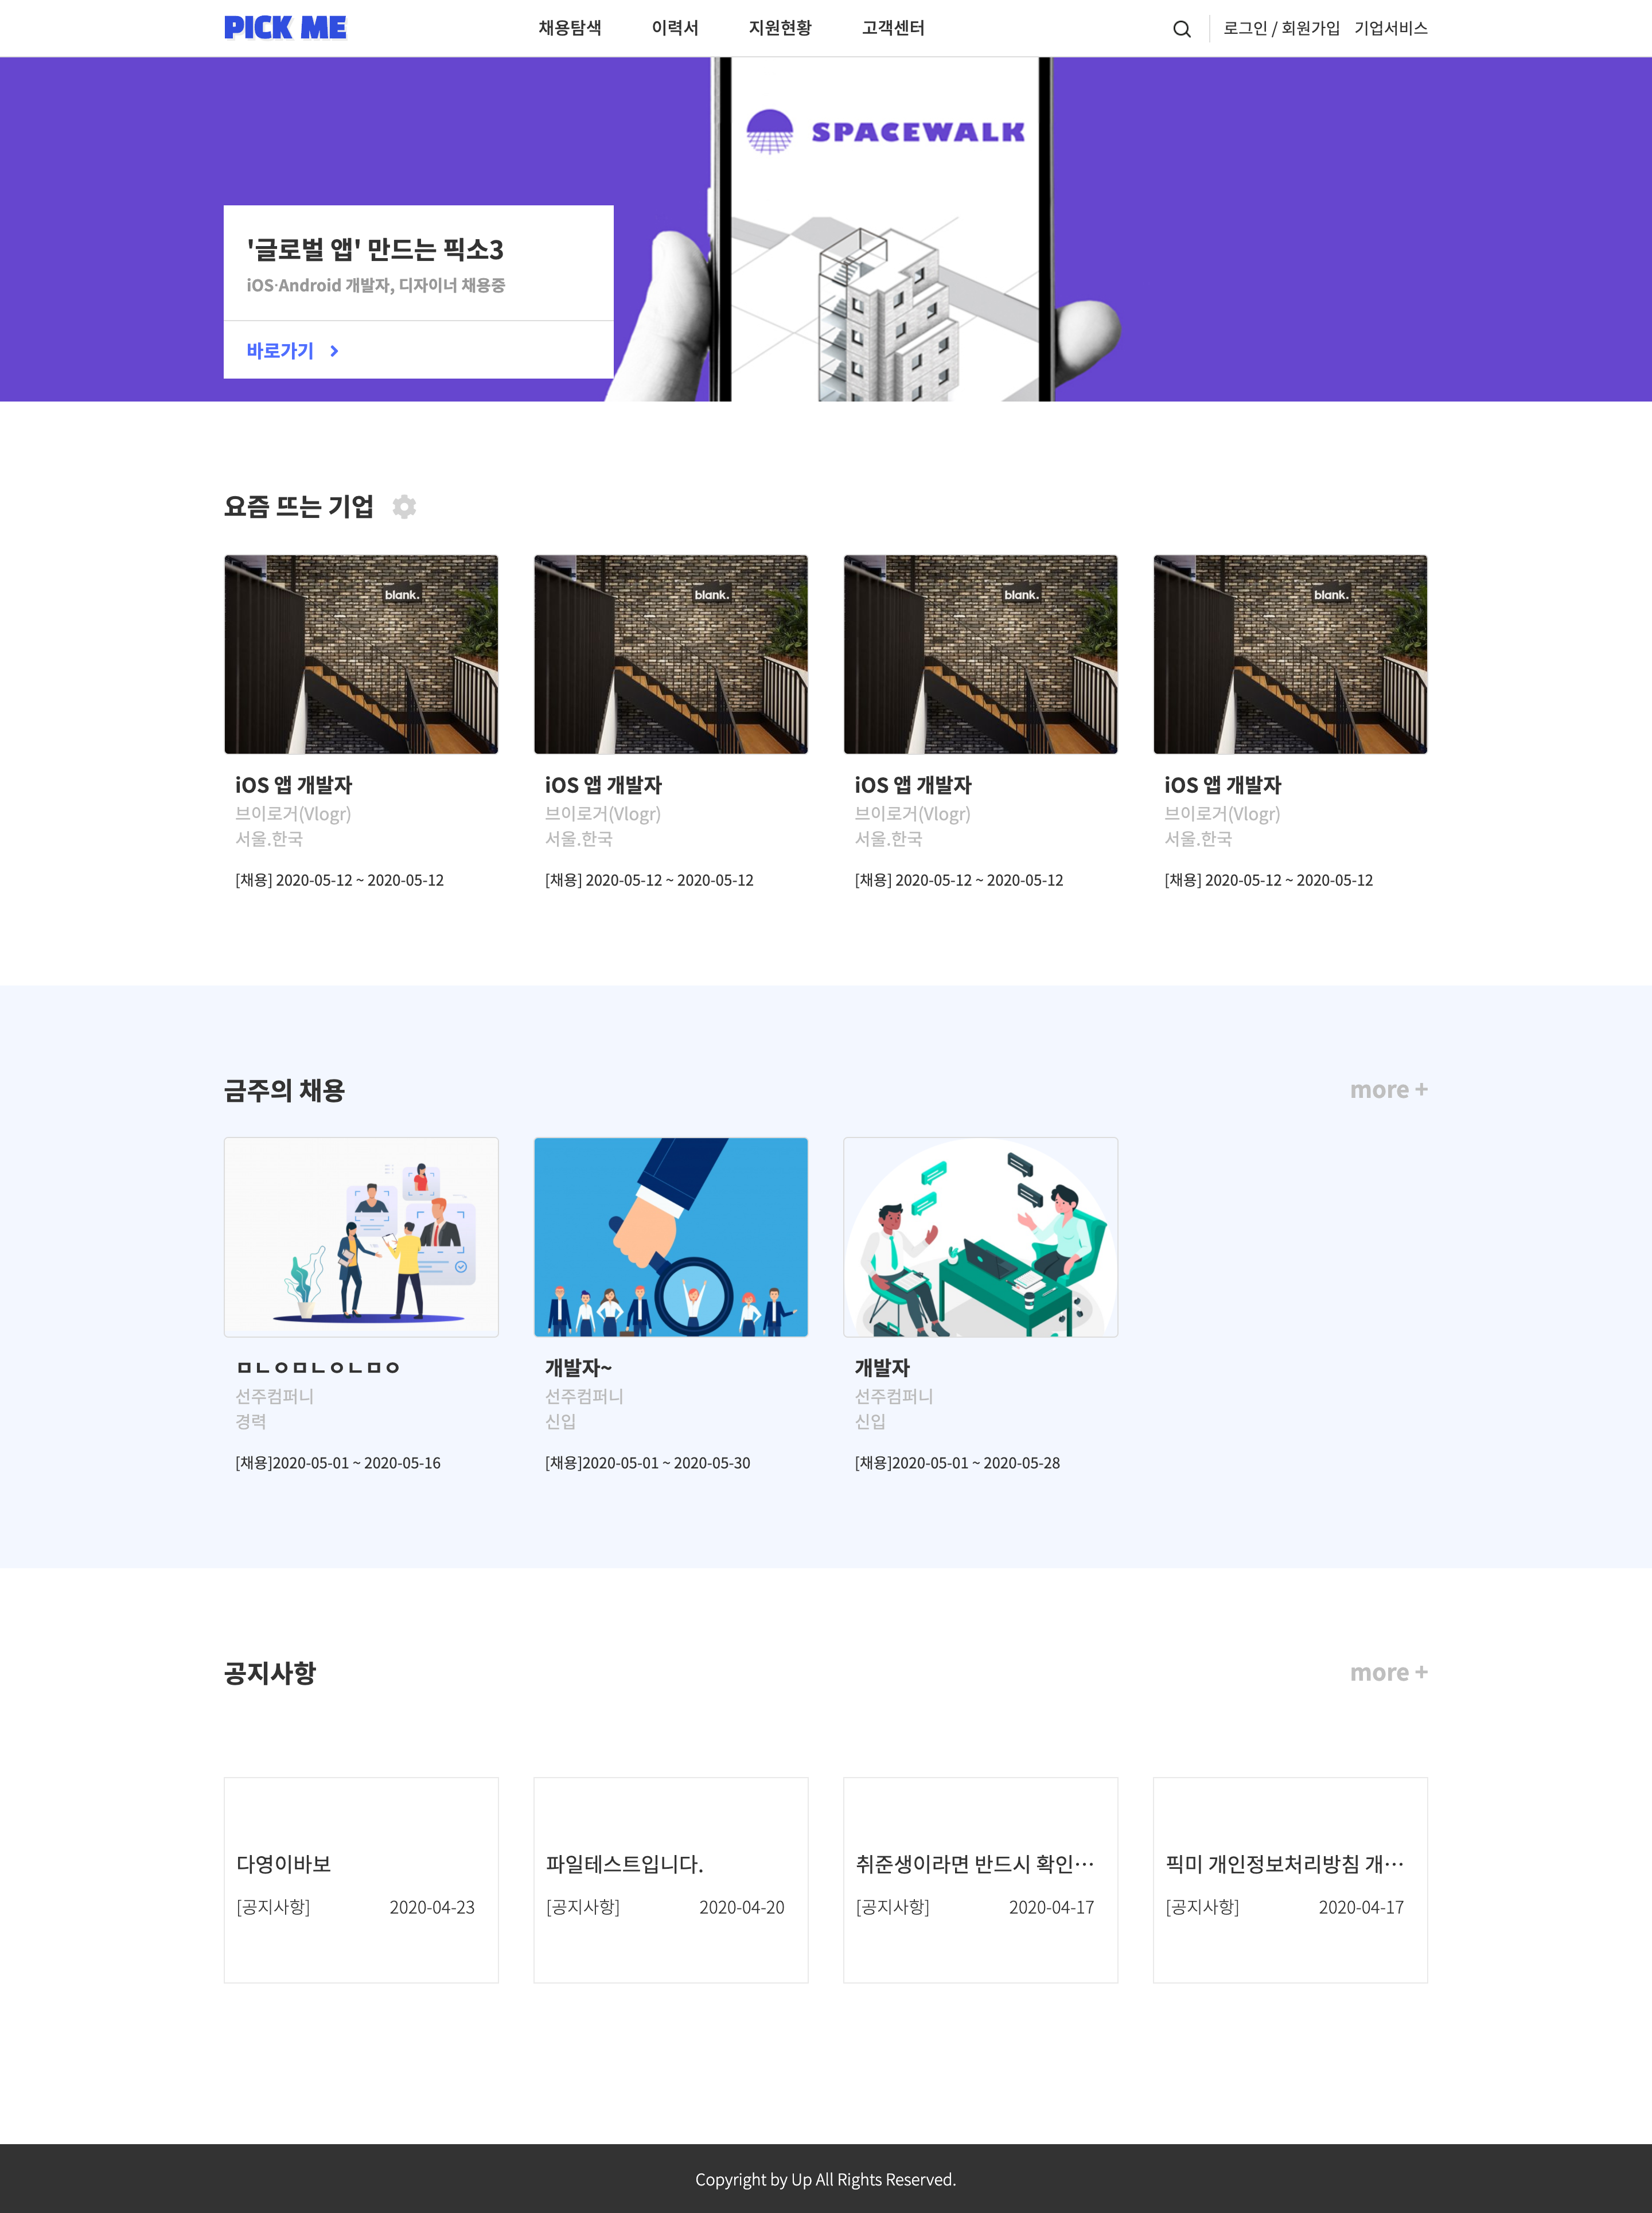 PICK ME
채용탐색 이력서 지원현황 고객센터
로그인 / 회원가입 기업서비스
SPACEWALK
'글로벌 앱' 만드는 픽소3
iOS·Android 개발자, 디자이너 채용중
바로가기
요즘 뜨는 기업
blank. blank. blank. blank.
iOS 앱 개발자 iOS 앱 개발자 iOS 앱 개발자 iOS 앱 개발자
브이로거(Vlogr) 브이로거(Vlogr) 브이로거(Vlogr) 브이로거(Vlogr)
서울.한국 서울.한국 서울.한국 서울.한국
[채용] 2020-05-12 ~ 2020-05-12 [채용] 2020-05-12 ~ 2020-05-12 [채용] 2020-05-12 ~ 2020-05-12 [채용] 2020-05-12 ~ 2020-05-12
금주의 채용 more +
ㅁㄴㅇㅁㄴㅇㄴㅁㅇ 개발자~ 개발자
선주컴퍼니 선주컴퍼니 선주컴퍼니
경력 신입 신입
[채용]2020-05-01 ~ 2020-05-16 [채용]2020-05-01 ~ 2020-05-30 [채용]2020-05-01 ~ 2020-05-28
공지사항 more +
다영이바보 파일테스트입니다. 취준생이라면 반드시 확인… 픽미 개인정보처리방침 개…
[공지사항] 2020-04-23 [공지사항] 2020-04-20 [공지사항] 2020-04-17 [공지사항] 2020-04-17
Copyright by Up All Rights Reserved.